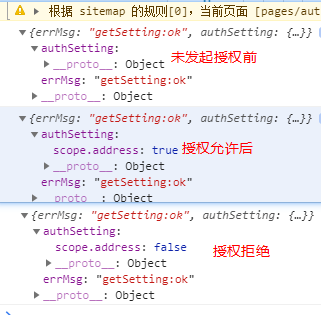 根据 sitemap 的规则[0]，当前页面 [pages/aut
{errMsg: "getSetting:ok", authSetting: {…}}
authSetting:
未发起授权前
__proto__: Object
errMsg: "getSetting:ok"
__proto__: Object
{errMsg: "getSetting:ok", authSetting: {…}}
authSetting:
scope.address: true
授权允许后
__proto__: Object
errMsg: "getSetting:ok"
__proto__: Object
{errMsg: "getSetting:ok", authSetting: {…}}
authSetting:
scope.address: false
授权拒绝
__proto__: Object
errMsg: "getSetting:ok"
__proto__: Object